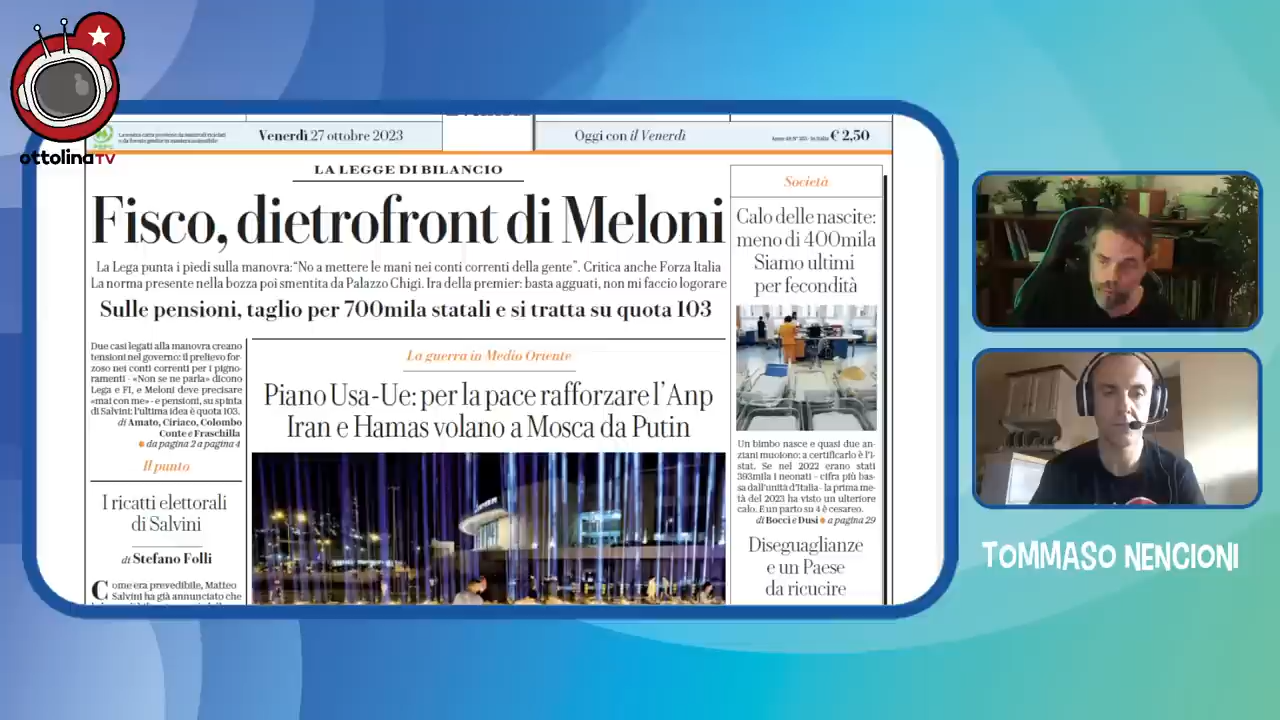 ottolinaTV
Venerdì 27 ottobre 2023
Oggi con il Venerdì
€ 2,50
LA LEGGE DI BILANCIO
Fisco, dietrofront di Meloni
La Lega punta i piedi sulla manovra:“No a mettere le mani nei conti correnti della gente”. Critica anche Forza Italia
La norma presente nella bozza poi smentita da Palazzo Chigi. Ira della premier: basta agguati, non mi faccio logorare
Sulle pensioni, taglio per 700mila statali e si tratta su quota 103
Due casi legati alla manovra creano
tensioni nel governo: il prelievo for-
zoso nei conti correnti per i pigno-
ramenti - «Non se ne parla» dicono
Lega e FI, e Meloni deve precisare
«mai con me» - e pensioni, su spinta
di Salvini: l'ultima idea è quota 103.
di Amato, Ciriaco, Colombo
Conte e Fraschilla
da pagina 2 a pagina 4
Il punto
I ricatti elettorali
di Salvini
di Stefano Folli
Come era prevedibile, Matteo
Salvini ha già annunciato che
La guerra in Medio Oriente
Piano Usa-Ue: per la pace rafforzare l'Anp
Iran e Hamas volano a Mosca da Putin
Società
Calo delle nascite:
meno di 400mila
Siamo ultimi
per fecondità
Un bimbo nasce e quasi due an-
ziani muoiono: a certificarlo è l'I-
stat. Se nel 2022 erano stati
393mila i neonati - cifra più bas-
sa dall'unità d'Italia - la prima me-
tà del 2023 ha visto un ulteriore
calo. E un parto su 4 è cesareo.
di Bocci e Dusi a pagina 29
Diseguaglianze
e un Paese
da ricucire
TOMMASO NENCIONI